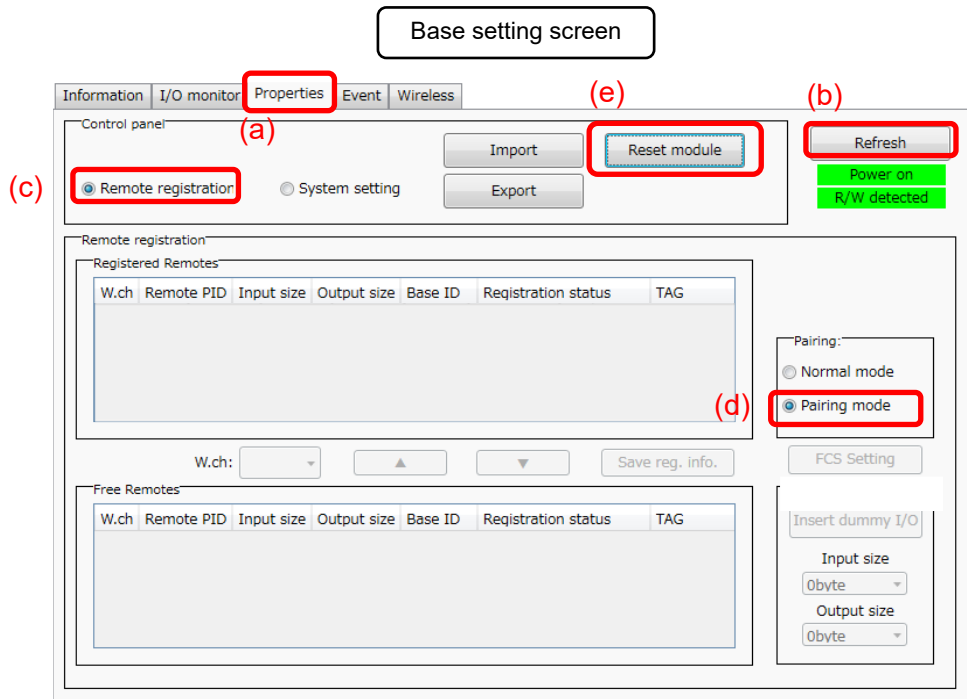 Base setting screen
Information I/O monitor Properties Event Wireless
(e) (b)
Control panel (a)
Import Reset module Refresh
(c) Remote registration System setting Export
Power on
R/W detected
Remote registration
Registered Remotes
W.ch Remote PID Input size Output size Base ID Registration status TAG
Pairing:
Normal mode
(d) Pairing mode
W.ch: ▲ ▼ Save reg. info. FCS Setting
Free Remotes
W.ch Remote PID Input size Output size Base ID Registration status TAG
Insert dummy I/O
Input size
0byte
Output size
0byte